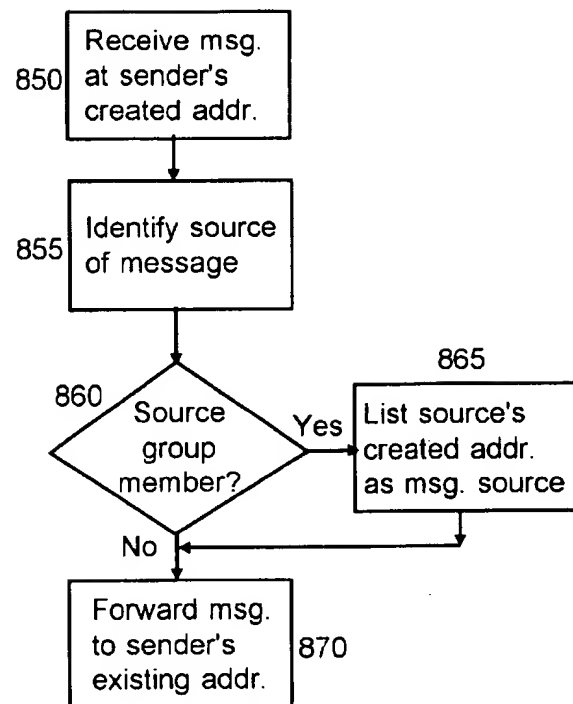 850
Receive msg.
at sender's
created addr.
855
Identify source
of message
860
Source
group
member?
Yes
No
865
List source's
created addr.
as msg. source
Forward msg.
to sender's
existing addr.
870